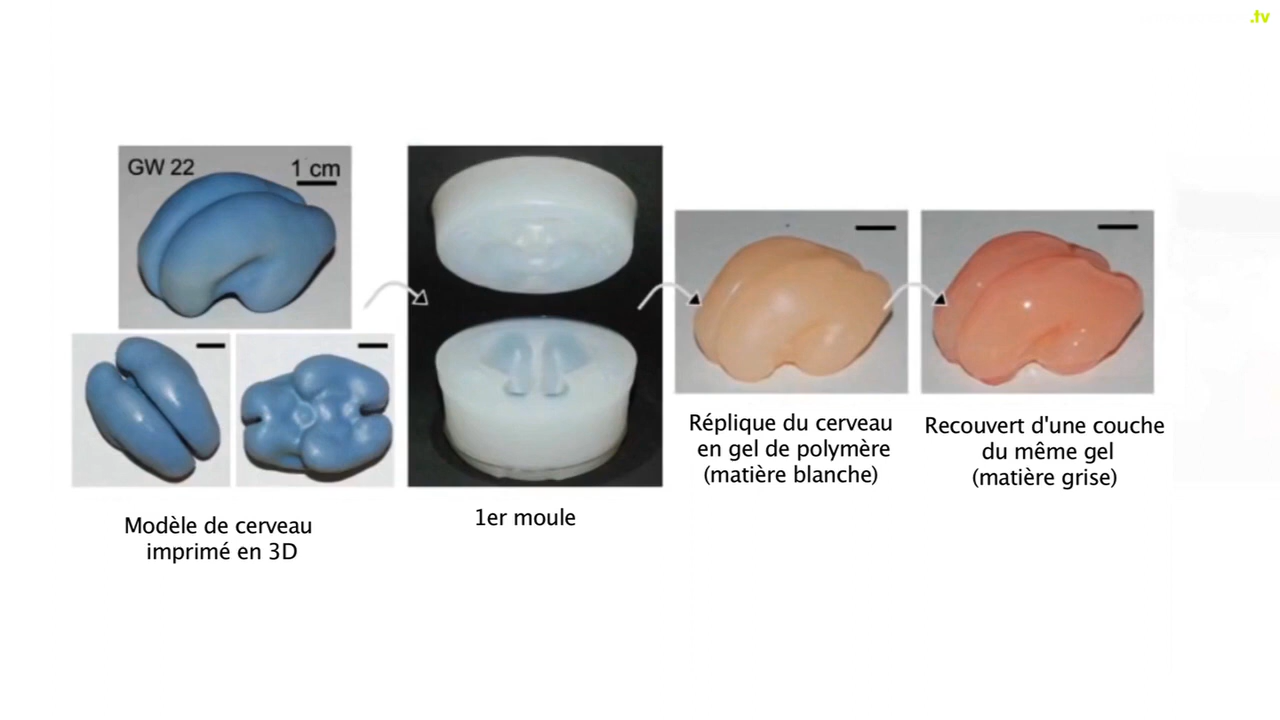 .tv
GW 22
1 cm
Modèle de cerveau
imprimé en 3D
1er moule
Réplique du cerveau
en gel de polymère
(matière blanche)
Recouvert d'une couche
du même gel
(matière grise)